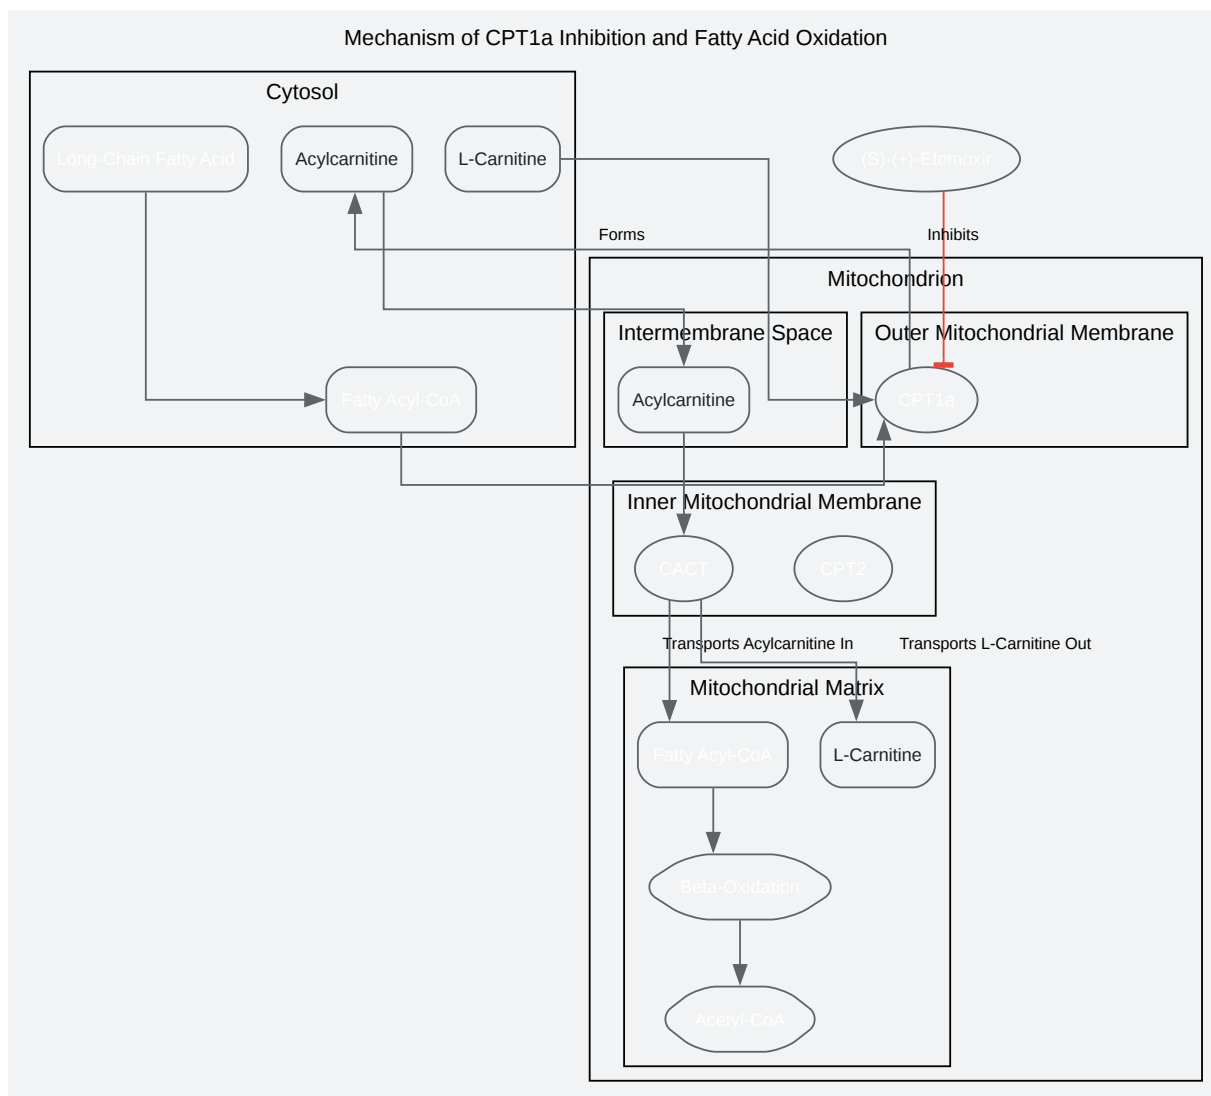 Mechanism of CPT1a Inhibition and Fatty Acid Oxidation
Cytosol
Long-Chain Fatty Acid
Acylcarnitine
L-Carnitine
(S)-(+)-Etomoxir
Forms
Inhibits
Mitochondrion
Intermembrane Space
Outer Mitochondrial Membrane
Fatty Acyl-CoA
Acylcarnitine
CPT1a
Inner Mitochondrial Membrane
CACT
CPT2
Transports Acylcarnitine In
Transports L-Carnitine Out
Mitochondrial Matrix
Fatty Acyl-CoA
L-Carnitine
Beta-Oxidation
Acetyl-CoA